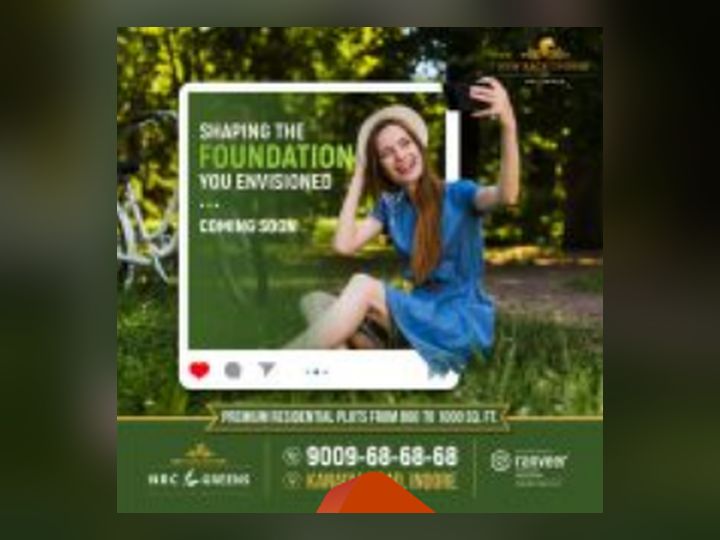 SHAPING THE
FOUNDATION
YOU ENVISIONED
COMING SOON
PREMIUM RESIDENTIAL PLOTS FROM 800 TO 1000 SQ. FT.
9009-68-68-68
INDORE
NRC GREENS
ranveer